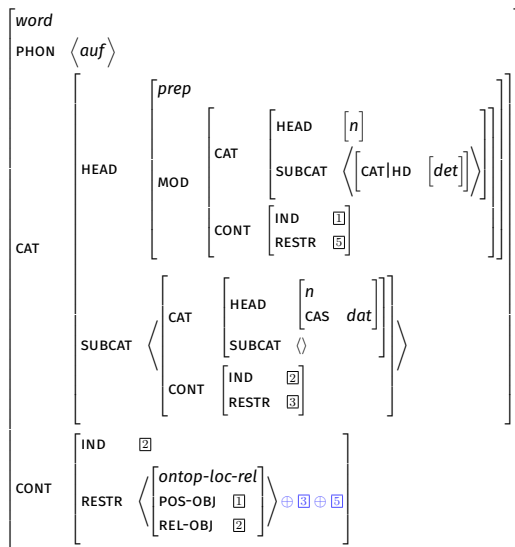 word
PHON ⟨auf⟩
prep
HEAD [n]
CAT
SUBCAT ⟨[CAT|HD [det]]⟩
HEAD
MOD
IND 1
CONT
RESTR 5
CAT
n
HEAD
CAS dat
CAT
SUBCAT ⟨⟩
SUBCAT
IND 2
CONT
RESTR 3
IND 2
ontop-loc-rel
CONT
RESTR POS-OBJ 1 ⊕ 3 ⊕ 5
REL-OBJ 2